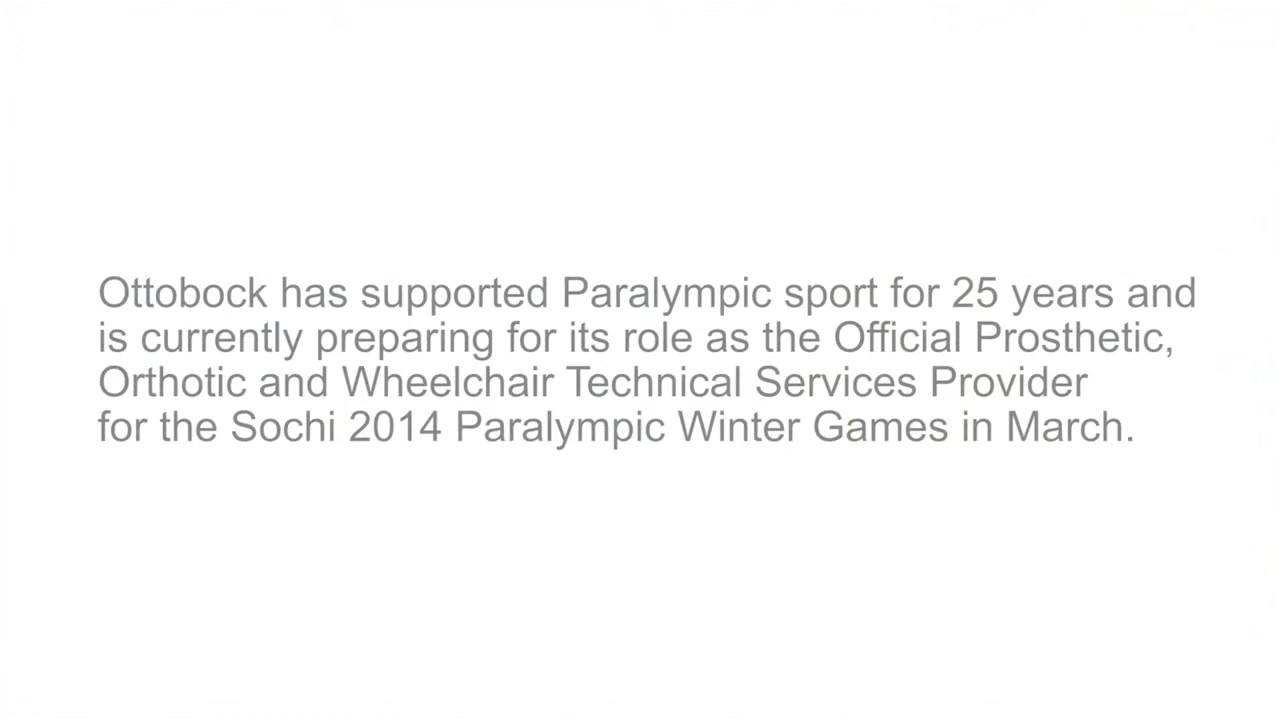 Ottobock has supported Paralympic sport for 25 years and
is currently preparing for its role as the Official Prosthetic,
Orthotic and Wheelchair Technical Services Provider
for the Sochi 2014 Paralympic Winter Games in March.